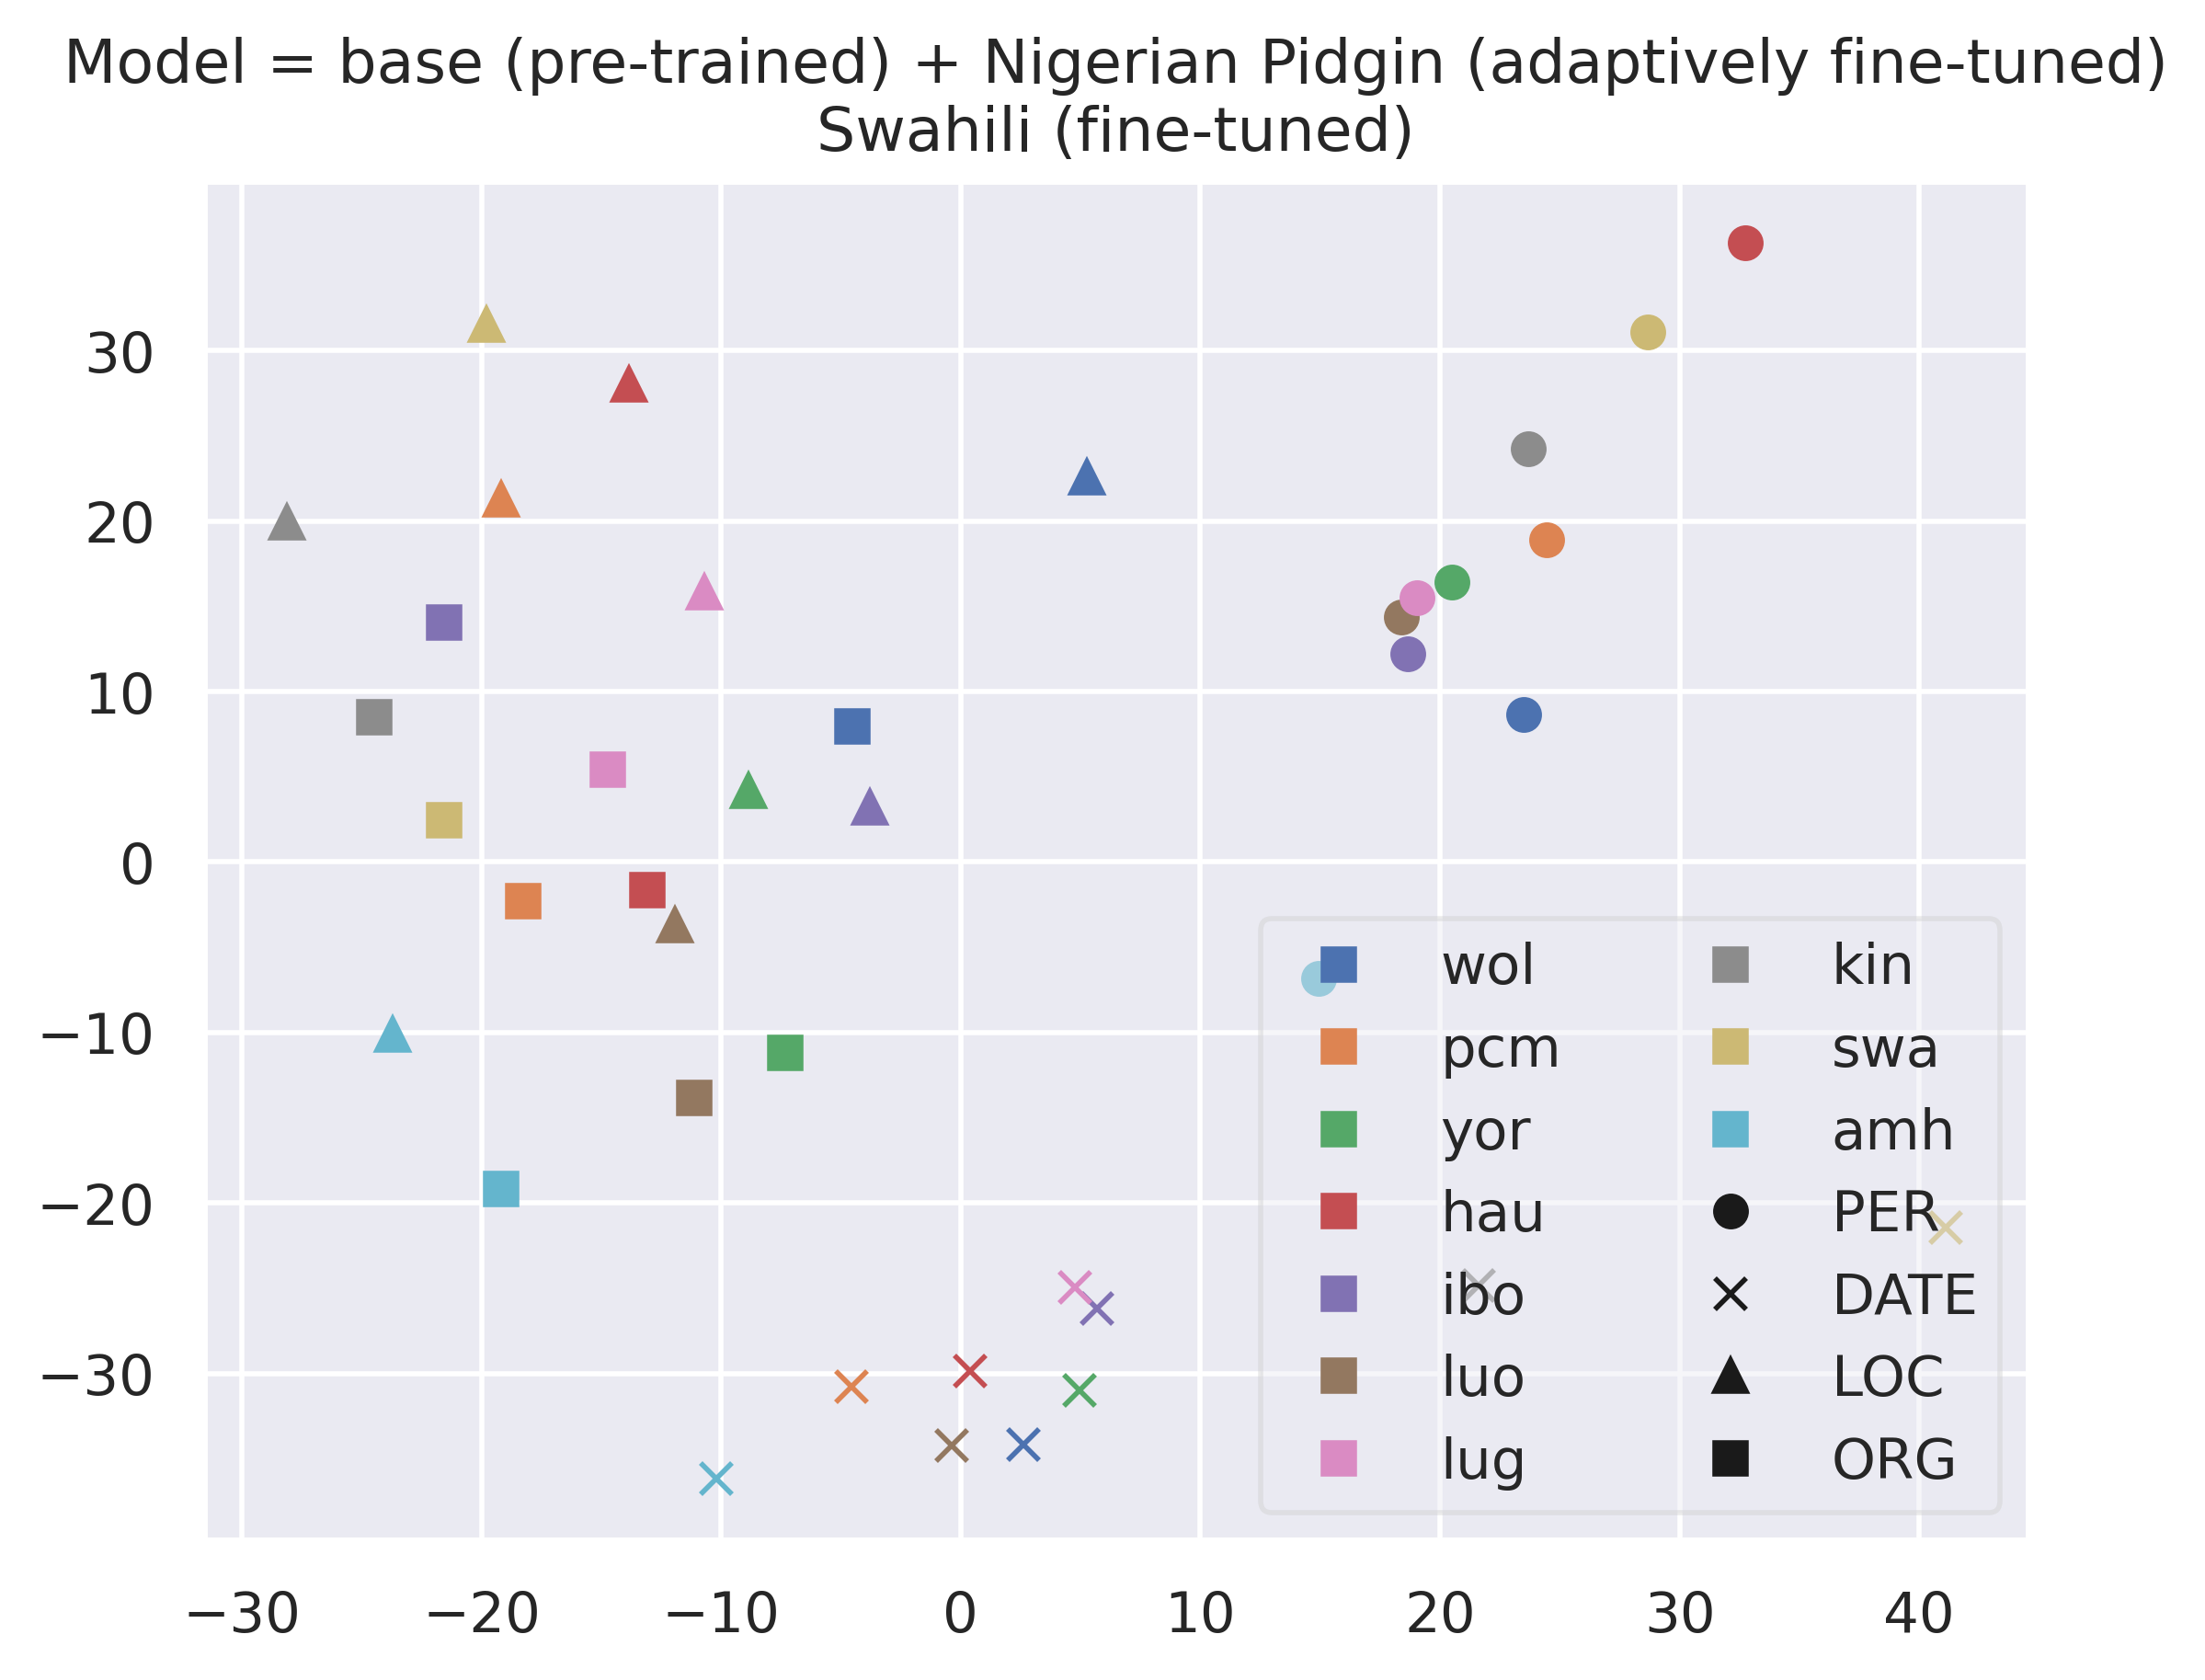 Model = base (pre-trained) + Nigerian Pidgin (adaptively fine-tuned)
Swahili (fine-tuned)
30
20
10
0
−10
−20
−30
wol
pcm
yor
hau
ibo
luo
lug
kin
swa
amh
PER
DATE
LOC
ORG
−30 −20 −10 0 10 20 30 40